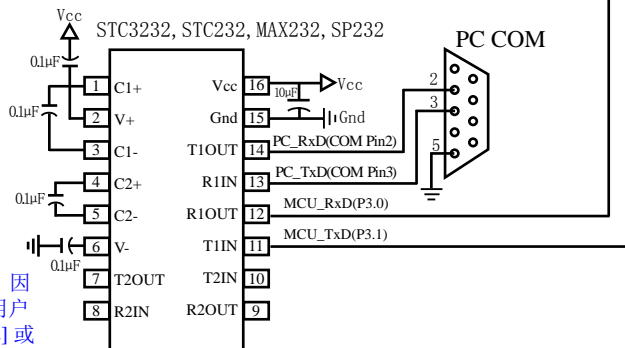 Vcc
STC3232, STC232, MAX232, SP232
PC COM
0.1μF
0.1μF
0.1μF
0.1μF
1 C1+
2 V+
3 C1-
4 C2+
5 C2-
6 V-
7 T2OUT
8 R2IN
Vcc 16
Gnd 15
T1OUT 14
R1IN 13
R1OUT 12
T1IN 11
T2IN 10
R2OUT 9
Vcc
10μF
Gnd
PC_RxD(COM Pin2)
PC_TxD(COM Pin3)
MCU_RxD(P3.0)
MCU_TxD(P3.1)
2
3
5
因
用户
] 或